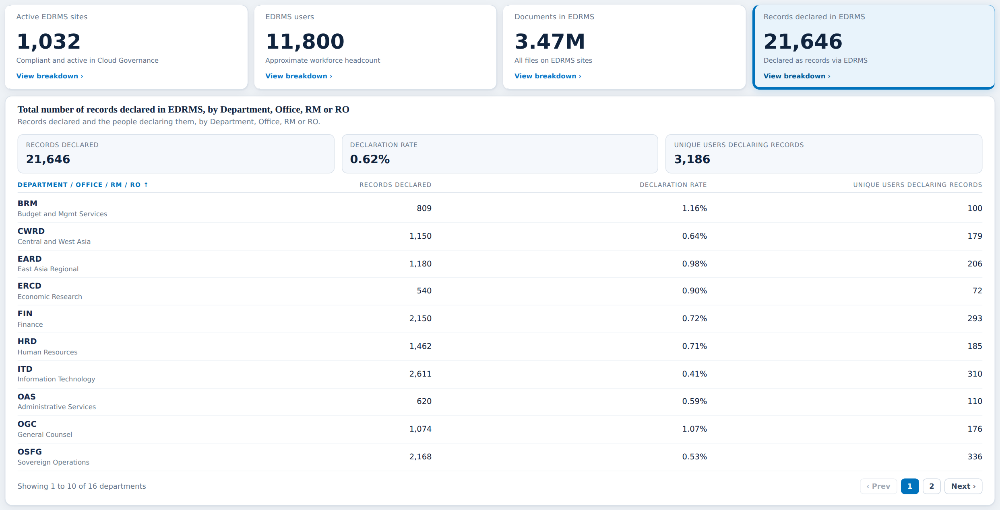 Active EDRMS sites
1,032
Compliant and active in Cloud Governance
View breakdown ›
EDRMS users
11,800
Approximate workforce headcount
View breakdown ›
Documents in EDRMS
3.47M
All files on EDRMS sites
View breakdown ›
Records declared in EDRMS
21,646
Declared as records via EDRMS
View breakdown ›
Total number of records declared in EDRMS, by Department, Office, RM or RO
Records declared and the people declaring them, by Department, Office, RM or RO.
RECORDS DECLARED
21,646
DECLARATION RATE
0.62%
UNIQUE USERS DECLARING RECORDS
3,186
DEPARTMENT / OFFICE / RM / RO ↑ RECORDS DECLARED DECLARATION RATE UNIQUE USERS DECLARING RECORDS
BRM
Budget and Mgmt Services
809 1.16% 100
CWRD
Central and West Asia
1,150 0.64% 179
EARD
East Asia Regional
1,180 0.98% 206
ERCD
Economic Research
540 0.90% 72
FIN
Finance
2,150 0.72% 293
HRD
Human Resources
1,462 0.71% 185
ITD
Information Technology
2,611 0.41% 310
OAS
Administrative Services
620 0.59% 110
OGC
General Counsel
1,074 1.07% 176
OSFG
Sovereign Operations
2,168 0.53% 336
Showing 1 to 10 of 16 departments
‹ Prev 1 2 Next ›